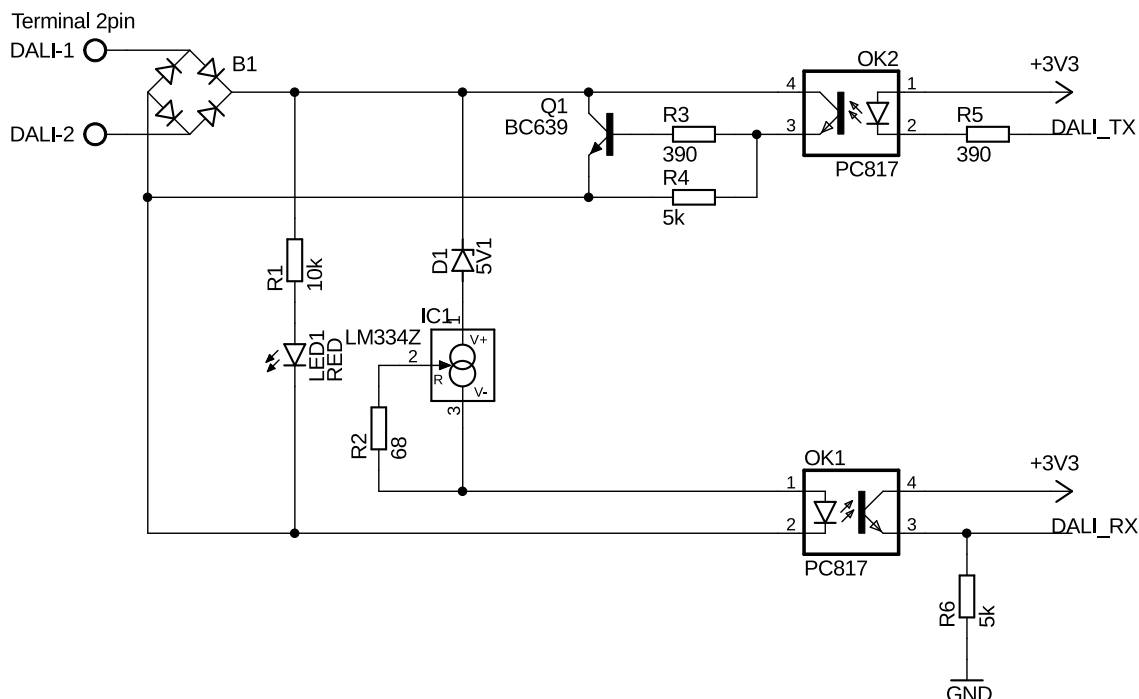 Terminal 2pin
DALI-1
B1
DALI-2
OK2
4
1
3
2
PC817
+3V3
R5
390
DALI_TX
Q1
BC639
R3
390
R4
5k
R1
10k
D1
5V1
LED1
RED
IC1
LM334Z
1
2
3
V+
R
V-
R2
68
OK1
1
4
2
3
PC817
+3V3
DALI_RX
R6
5k
GND